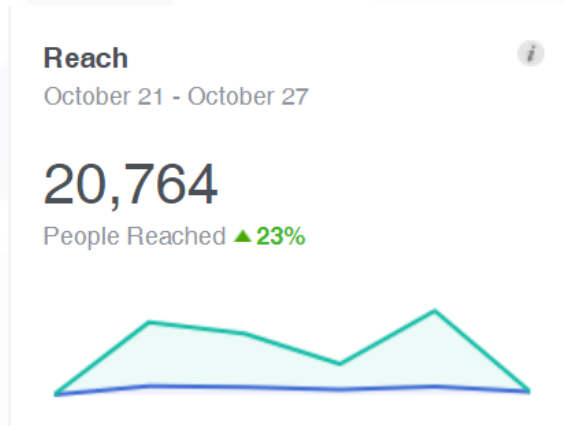 Reach
i
October 21 - October 27
20,764
People Reached ▲ 23%